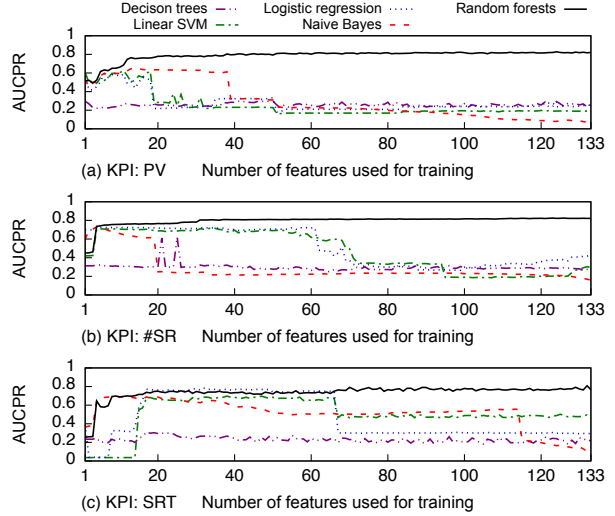 Decison trees Logistic regression Random forests
Linear SVM Naive Bayes
AUCPR
1
0.8
0.6
0.4
0.2
0
1 20 40 60 80 100 120 133
(a) KPI: PV Number of features used for training
AUCPR
1
0.8
0.6
0.4
0.2
0
1 20 40 60 80 100 120 133
(b) KPI: #SR Number of features used for training
AUCPR
1
0.8
0.6
0.4
0.2
0
1 20 40 60 80 100 120 133
(c) KPI: SRT Number of features used for training